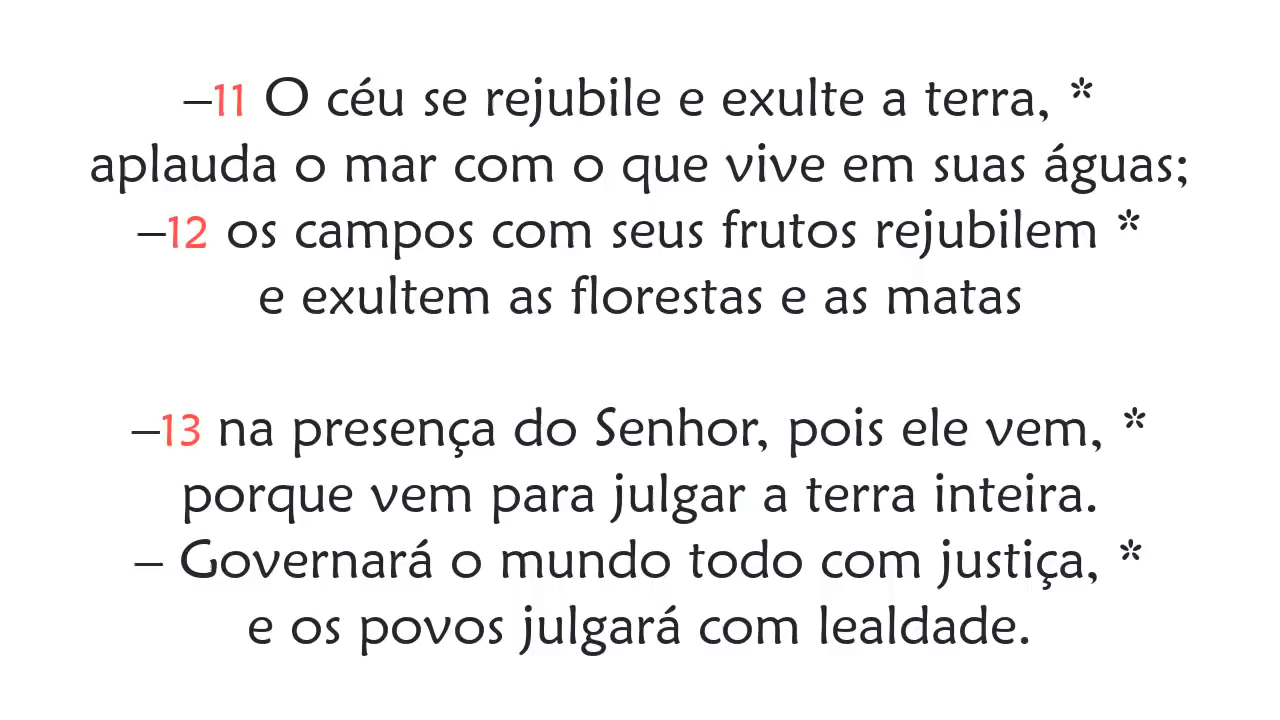 –11 O céu se rejubile e exulte a terra, *
aplauda o mar com o que vive em suas águas;
–12 os campos com seus frutos rejubilem *
e exultem as florestas e as matas
–13 na presença do Senhor, pois ele vem, *
porque vem para julgar a terra inteira.
– Governará o mundo todo com justiça, *
e os povos julgará com lealdade.